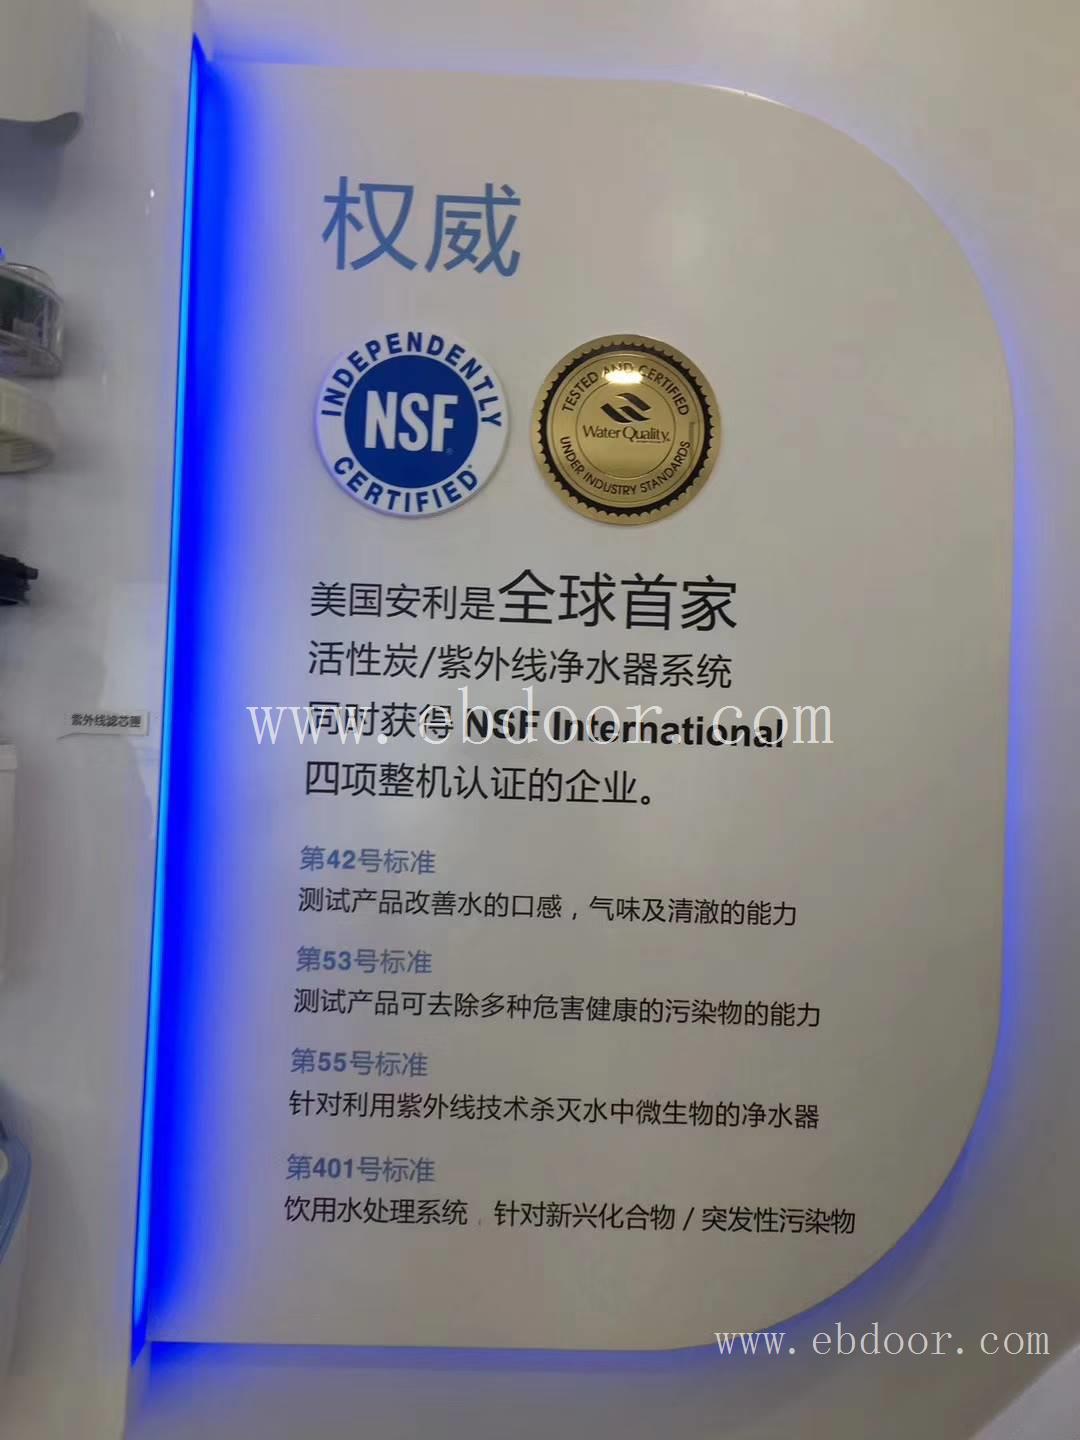 权威
INDEPENDENTLY
NSF
CERTIFIED
TESTED AND CERTIFIED
Water Quality
UNDER INDUSTRY STANDARDS
美国安利是全球首家
活性炭/紫外线净水器系统
同时获得 NSF International
www.ebdoor.com
紫外线滤芯匣
四项整机认证的企业。
第42号标准
测试产品改善水的口感，气味及清澈的能力
第53号标准
测试产品可去除多种危害健康的污染物的能力
第55号标准
针对利用紫外线技术杀灭水中微生物的净水器
第401号标准
饮用水处理系统，针对新兴化合物 / 突发性污染物
www.ebdoor.com